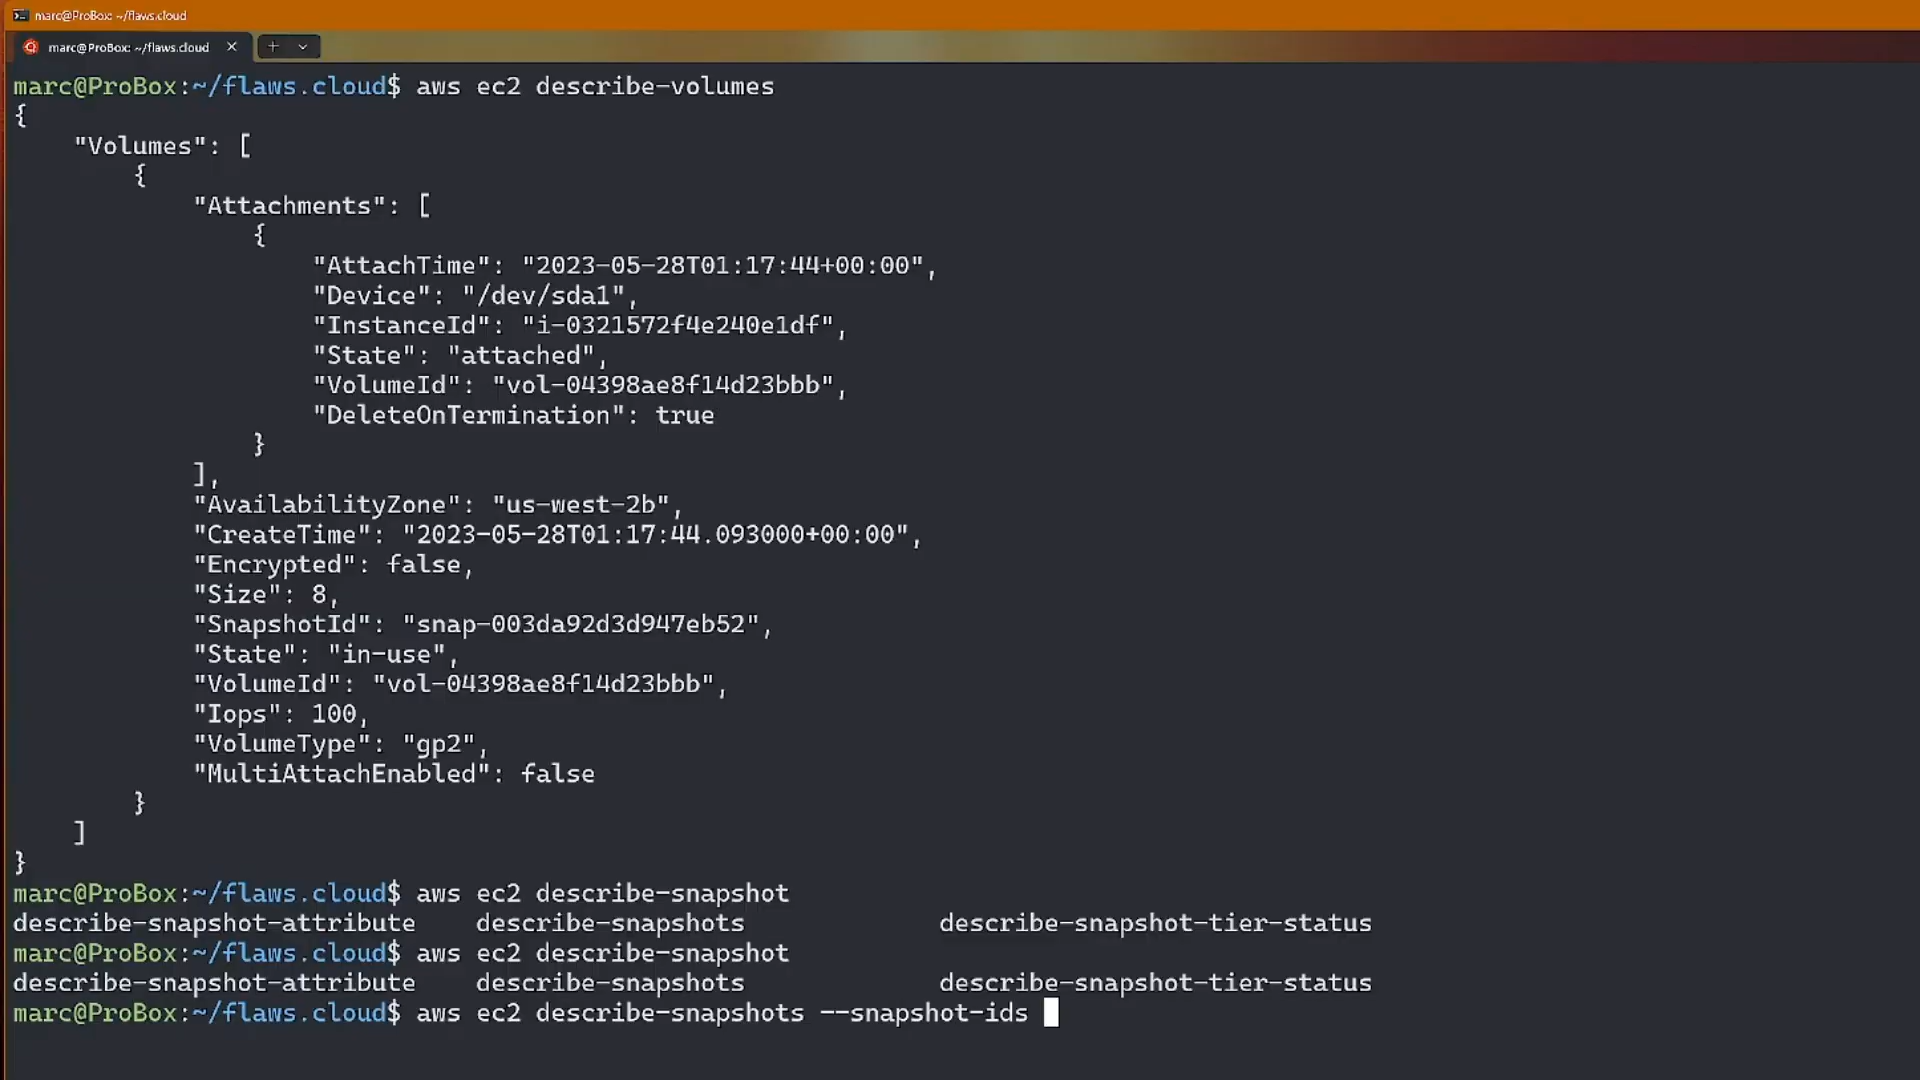 marc@ProBox: ~/flaws.cloud
marc@ProBox: ~/flaws.cloud
marc@ProBox:~/flaws.cloud$ aws ec2 describe-volumes
{
    "Volumes": [
        {
            "Attachments": [
                {
                    "AttachTime": "2023-05-28T01:17:44+00:00",
                    "Device": "/dev/sda1",
                    "InstanceId": "i-0321572f4e240e1df",
                    "State": "attached",
                    "VolumeId": "vol-04398ae8f14d23bbb",
                    "DeleteOnTermination": true
                }
            ],
            "AvailabilityZone": "us-west-2b",
            "CreateTime": "2023-05-28T01:17:44.093000+00:00",
            "Encrypted": false,
            "Size": 8,
            "SnapshotId": "snap-003da92d3d947eb52",
            "State": "in-use",
            "VolumeId": "vol-04398ae8f14d23bbb",
            "Iops": 100,
            "VolumeType": "gp2",
            "MultiAttachEnabled": false
        }
    ]
}
marc@ProBox:~/flaws.cloud$ aws ec2 describe-snapshot
describe-snapshot-attribute    describe-snapshots             describe-snapshot-tier-status
marc@ProBox:~/flaws.cloud$ aws ec2 describe-snapshot
describe-snapshot-attribute    describe-snapshots             describe-snapshot-tier-status
marc@ProBox:~/flaws.cloud$ aws ec2 describe-snapshots --snapshot-ids